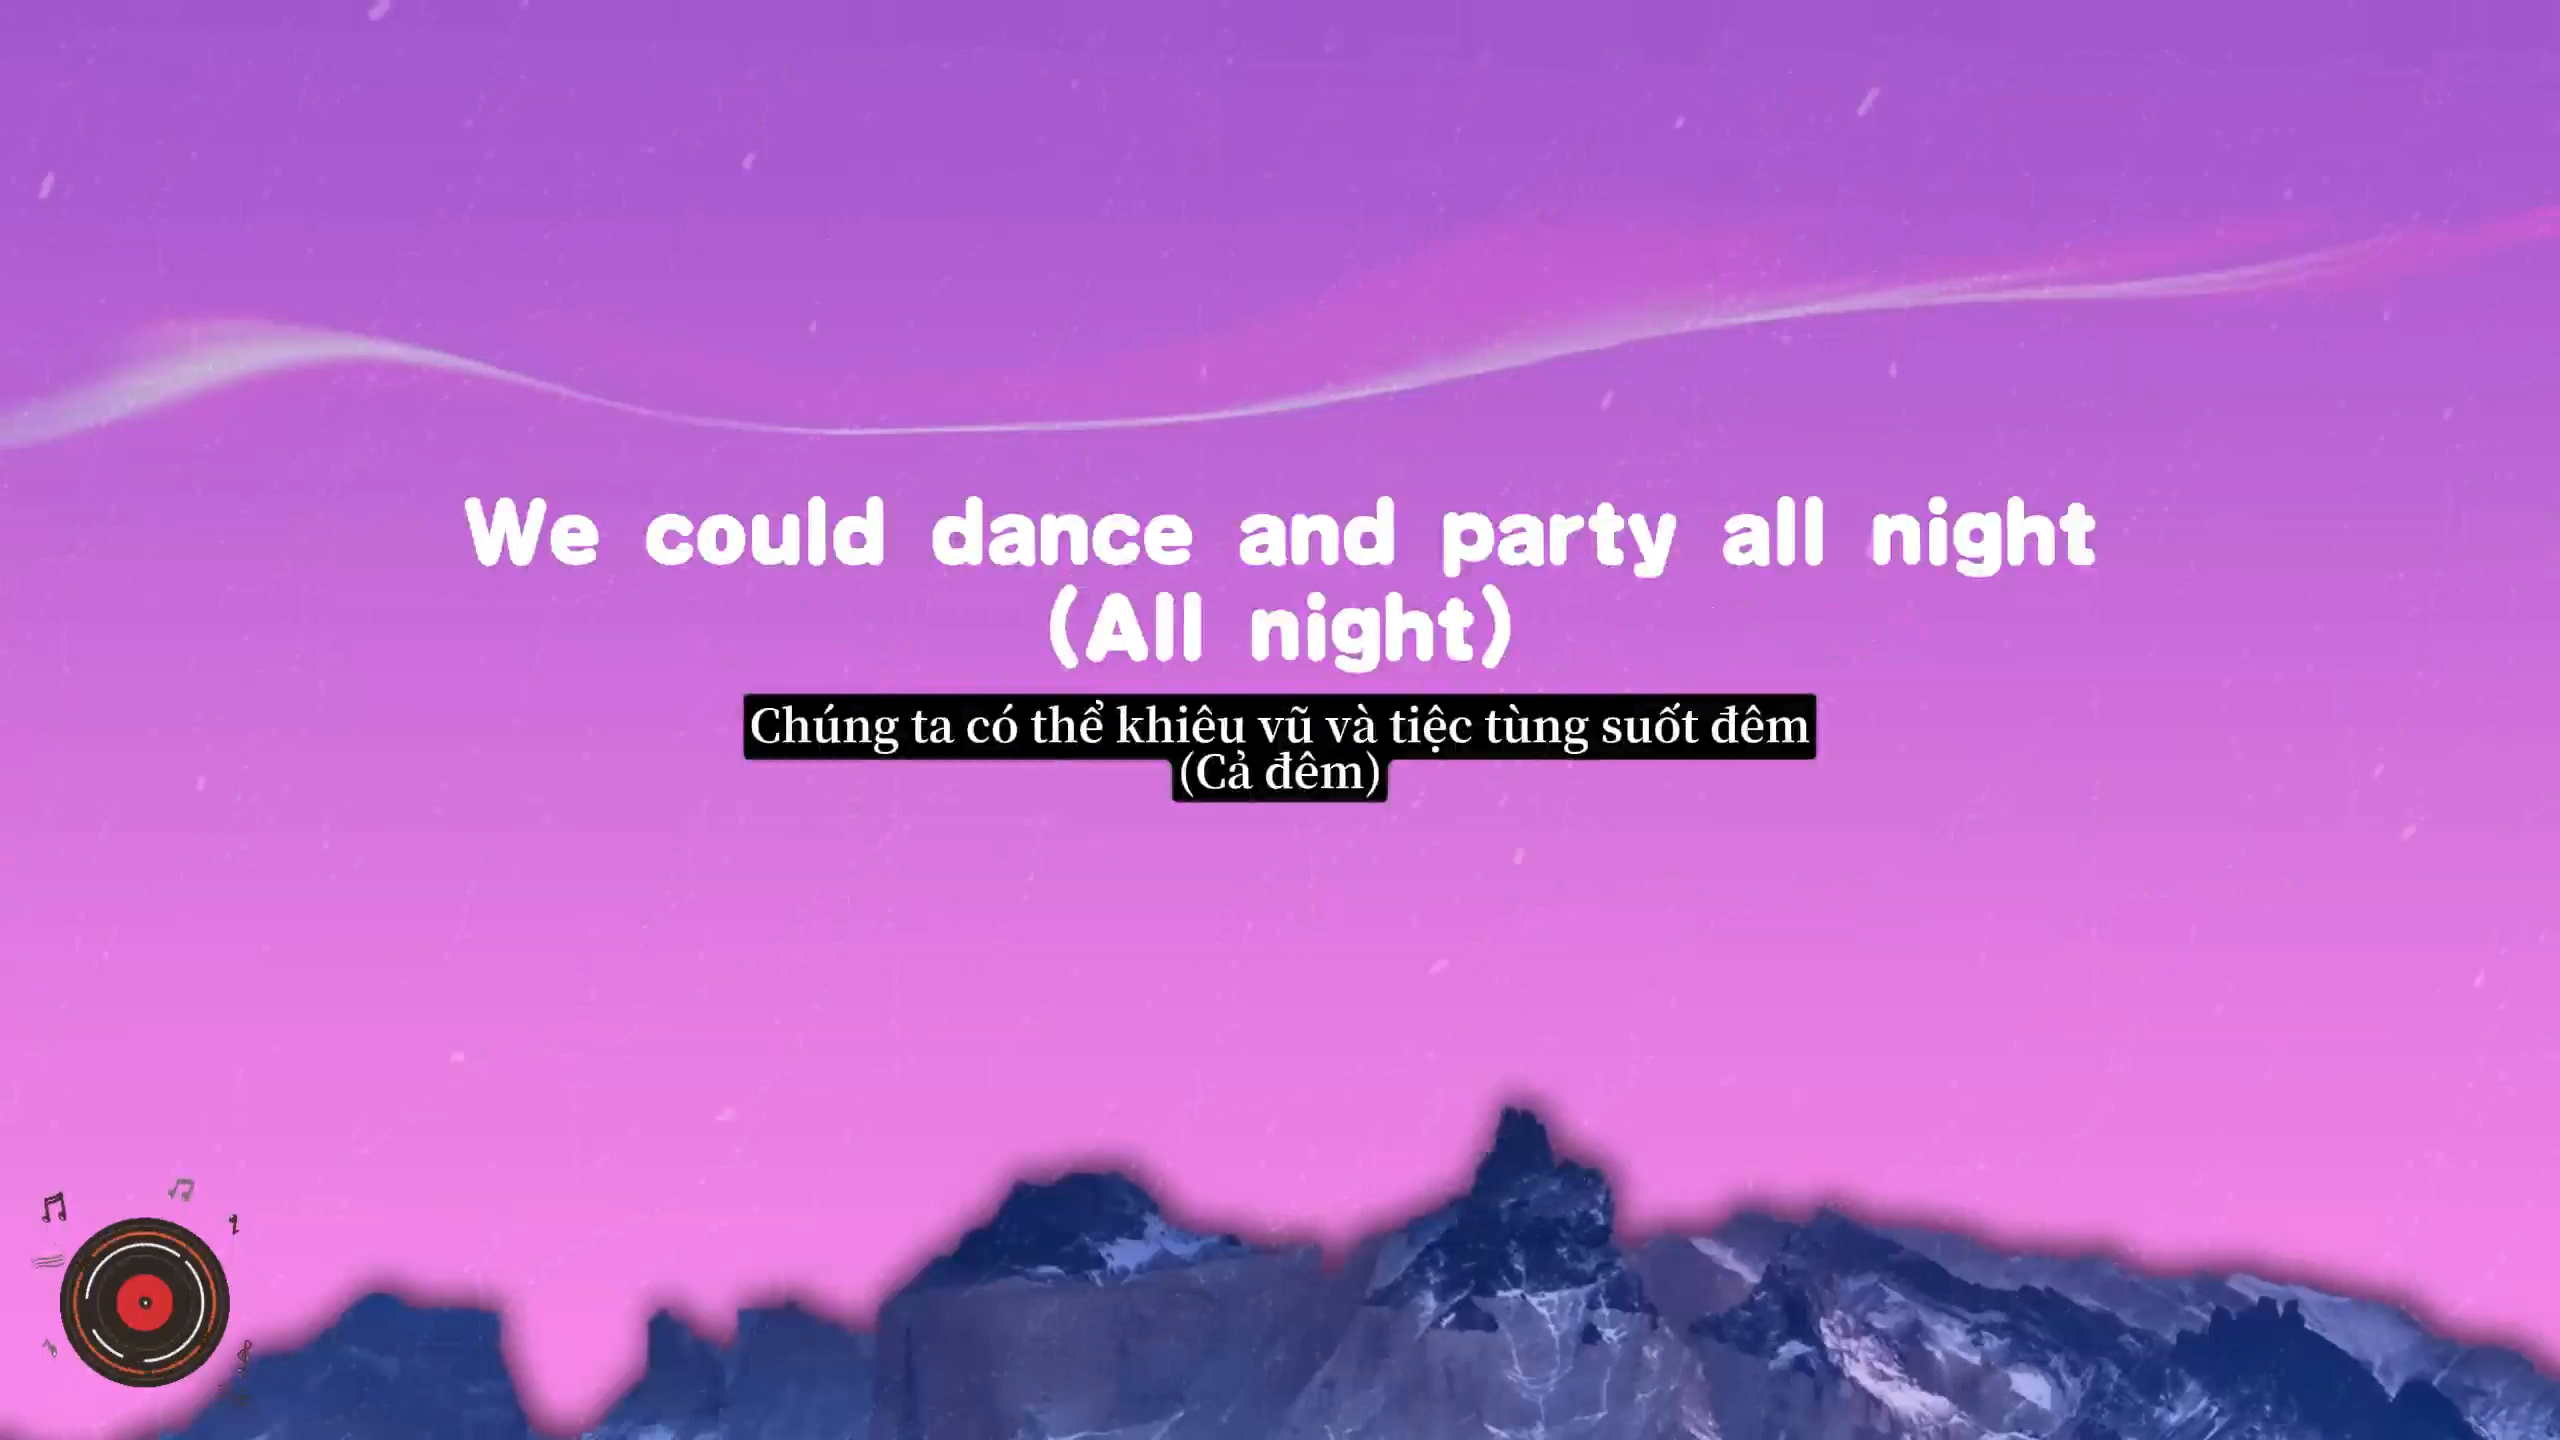 We could dance and party all night
(All night)
Chúng ta có thể khiêu vũ và tiệc tùng suốt đêm
(Cả đêm)